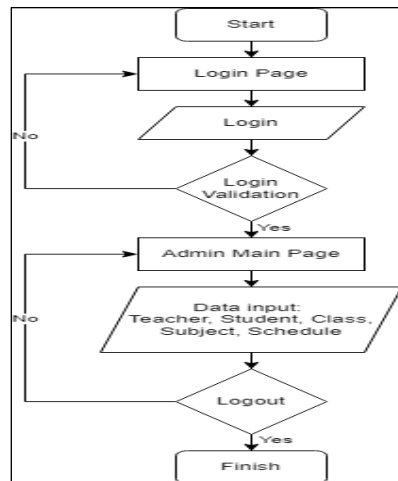 Start
Login Page
Login
No
Login
Validation
Yes
Admin Main Page
Data input:
Teacher, Student, Class,
Subject, Schedule
No
Logout
Yes
Finish